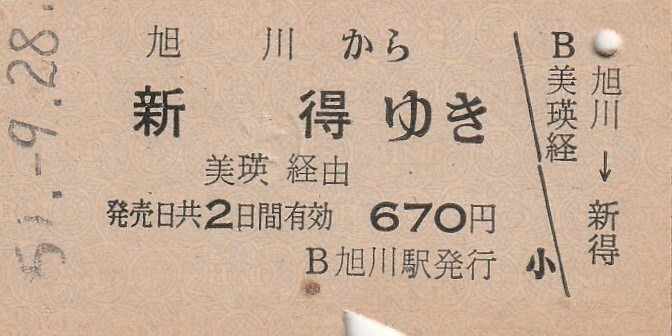 51.-9.28.
旭川から
新得ゆき
美瑛経由
発売日共2日間有効 670円
B旭川駅発行
小
B美瑛経
旭川→新得